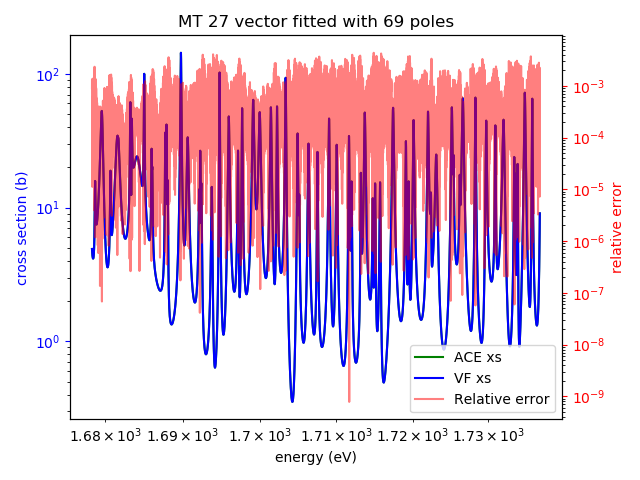 MT 27 vector fitted with 69 poles
10²
10¹
10⁰
cross section (b)
10⁻³
10⁻⁴
10⁻⁵
10⁻⁶
10⁻⁷
10⁻⁸
10⁻⁹
relative error
ACE xs
VF xs
Relative error
1.68 × 10³ 1.69 × 10³ 1.7 × 10³ 1.71 × 10³ 1.72 × 10³ 1.73 × 10³
energy (eV)